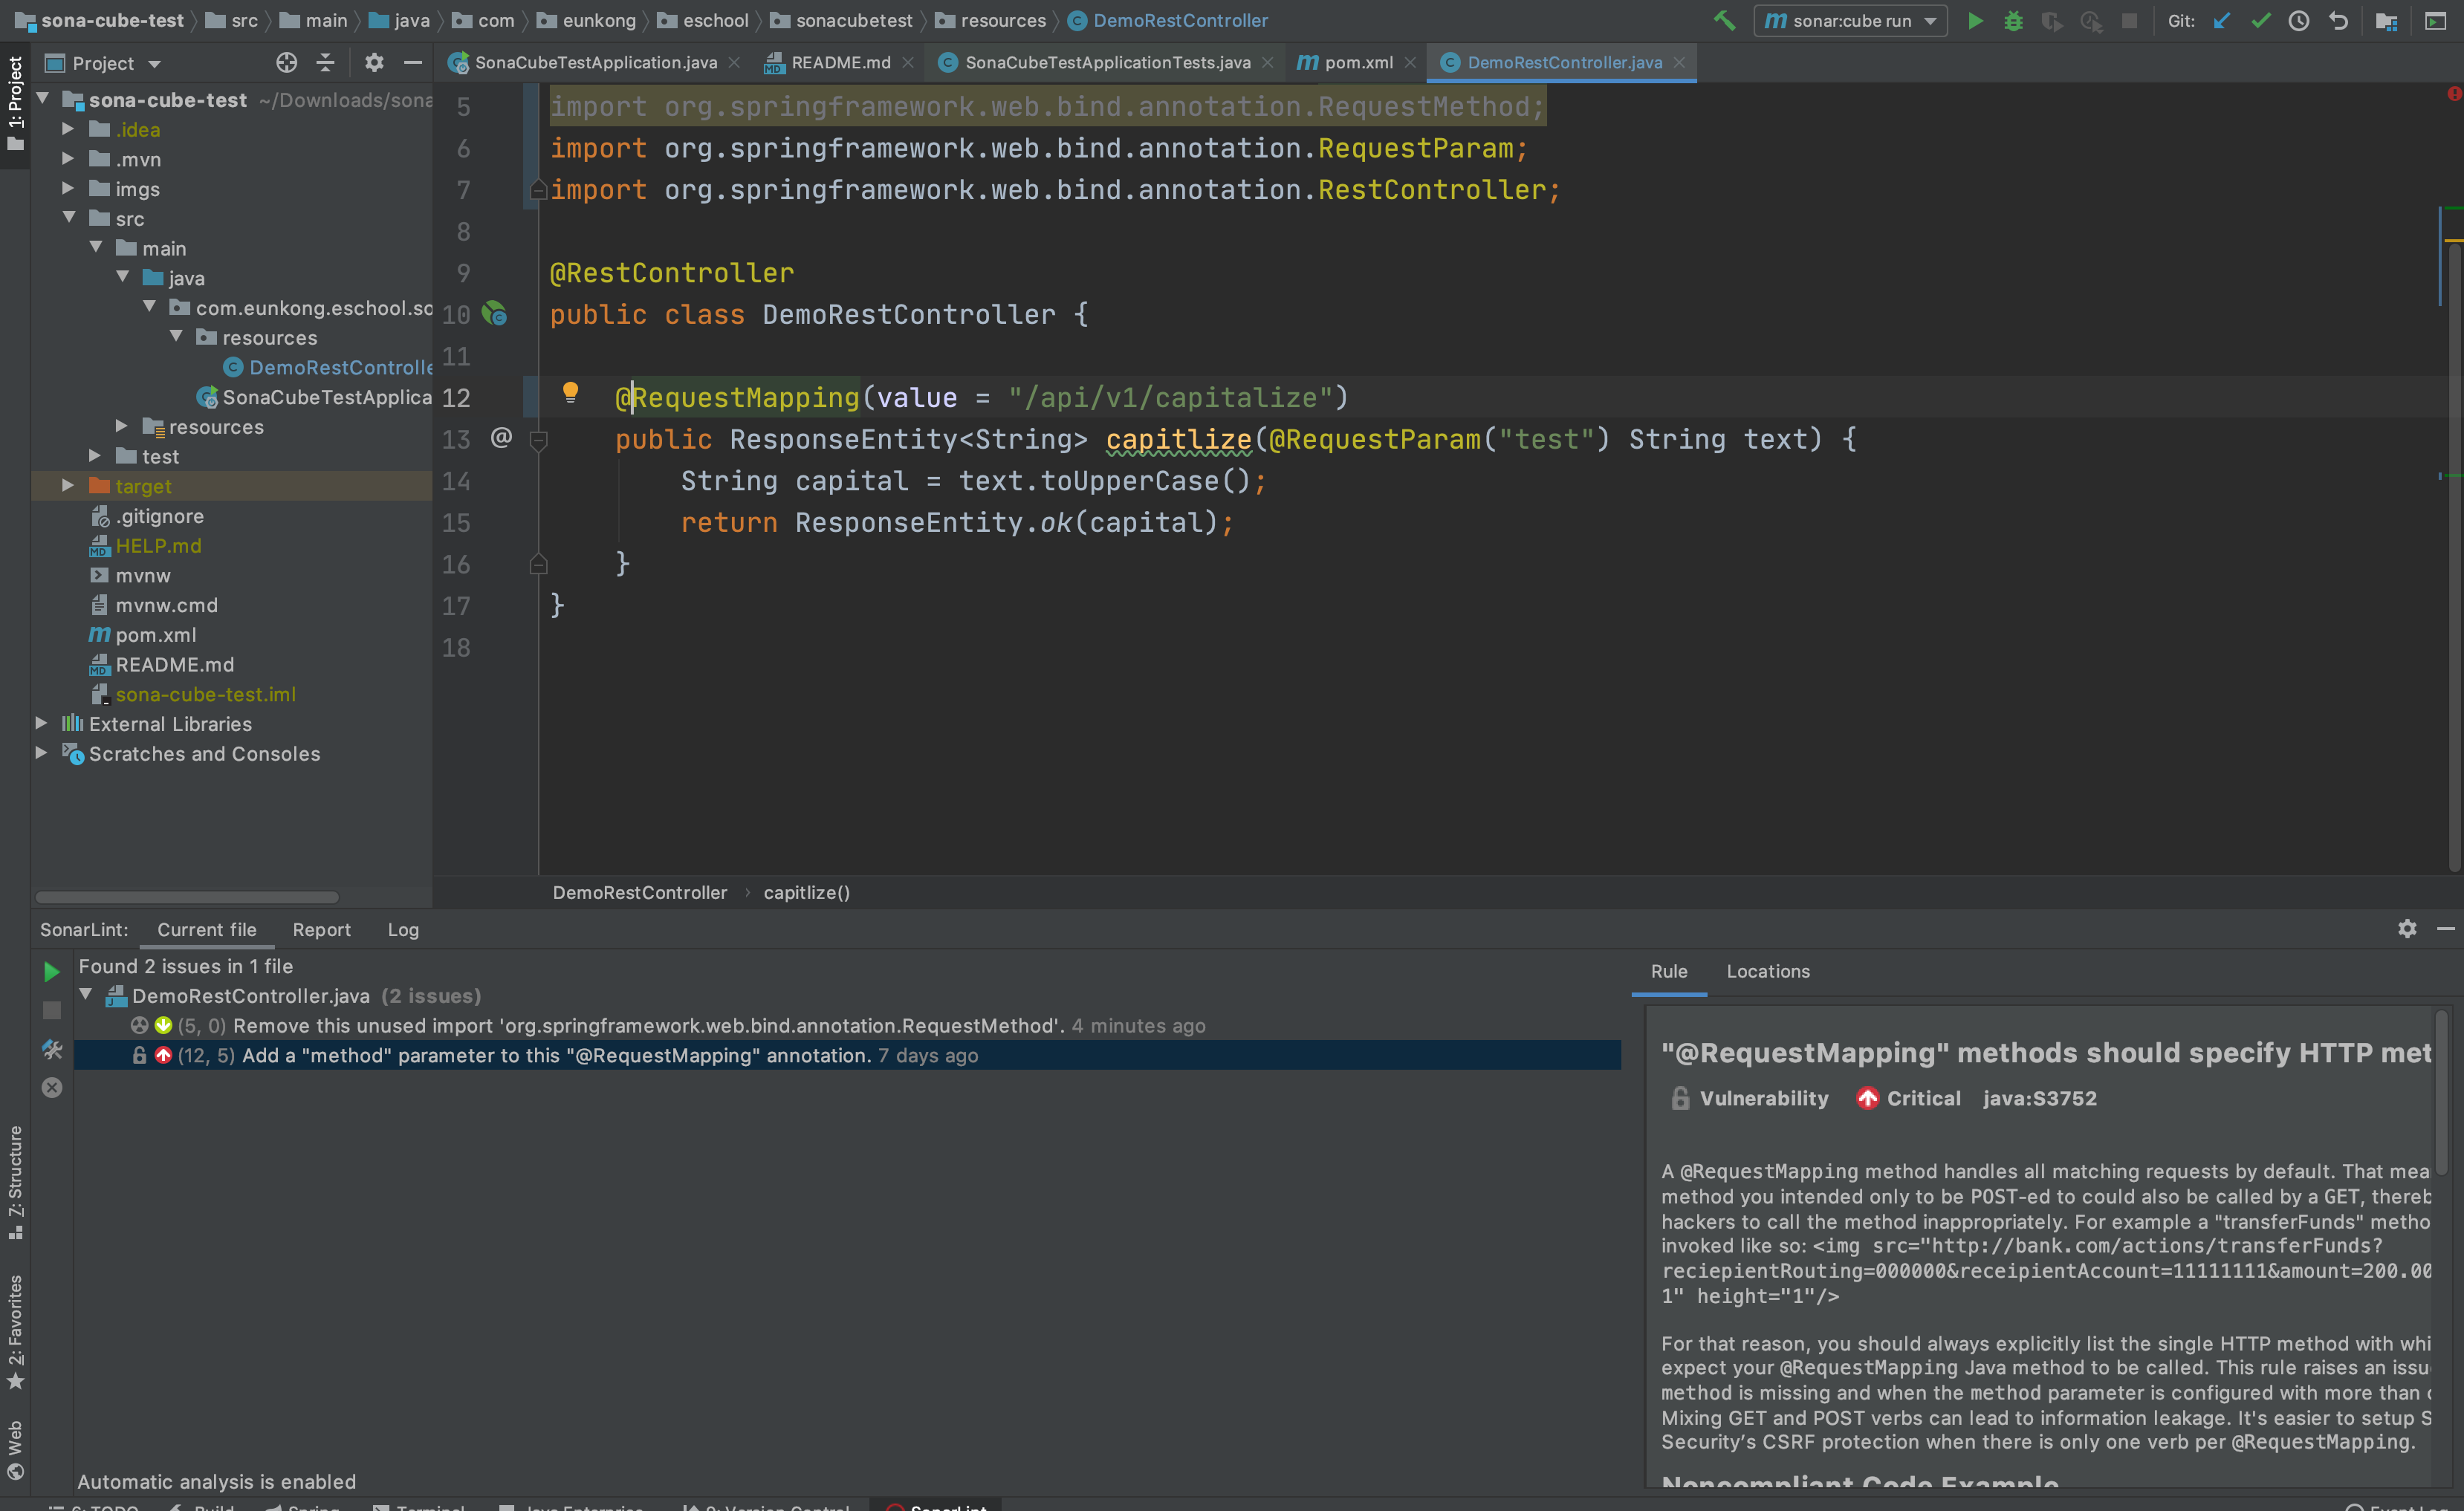 sona-cube-test src main java com eunkong eschool sonacubetest resources DemoRestController
sonar:cube run Git:
1: Project
Project
SonaCubeTestApplication.java README.md SonaCubeTestApplicationTests.java pom.xml DemoRestController.java
sona-cube-test ~/Downloads/sona
.idea
.mvn
imgs
src
main
java
com.eunkong.eschool.so
resources
DemoRestControlle
SonaCubeTestApplica
resources
test
target
.gitignore
HELP.md
mvnw
mvnw.cmd
pom.xml
README.md
sona-cube-test.iml
External Libraries
Scratches and Consoles
5 import org.springframework.web.bind.annotation.RequestMethod;
6 import org.springframework.web.bind.annotation.RequestParam;
7 import org.springframework.web.bind.annotation.RestController;
8
9 @RestController
10 public class DemoRestController {
11
12 @RequestMapping(value = "/api/v1/capitalize")
13 public ResponseEntity<String> capitlize(@RequestParam("test") String text) {
14 String capital = text.toUpperCase();
15 return ResponseEntity.ok(capital);
16 }
17 }
18
DemoRestController › capitlize()
SonarLint: Current file Report Log
Found 2 issues in 1 file
DemoRestController.java (2 issues)
(5, 0) Remove this unused import 'org.springframework.web.bind.annotation.RequestMethod'. 4 minutes ago
(12, 5) Add a "method" parameter to this "@RequestMapping" annotation. 7 days ago
Automatic analysis is enabled
Rule Locations
"@RequestMapping" methods should specify HTTP met
Vulnerability Critical java:S3752
A @RequestMapping method handles all matching requests by default. That mea
method you intended only to be POST-ed to could also be called by a GET, thereb
hackers to call the method inappropriately. For example a "transferFunds" metho
invoked like so: <img src="http://bank.com/actions/transferFunds?
reciepientRouting=000000&receipientAccount=11111111&amount=200.00
1" height="1"/>
For that reason, you should always explicitly list the single HTTP method with whi
expect your @RequestMapping Java method to be called. This rule raises an issu
method is missing and when the method parameter is configured with more than o
Mixing GET and POST verbs can lead to information leakage. It's easier to setup S
Security's CSRF protection when there is only one verb per @RequestMapping.
Noncompliant Code Example
7: Structure
2: Favorites
Web
6: TODO Build Spring Terminal Java Enterprise 9: Version Control SonarLint Event Log